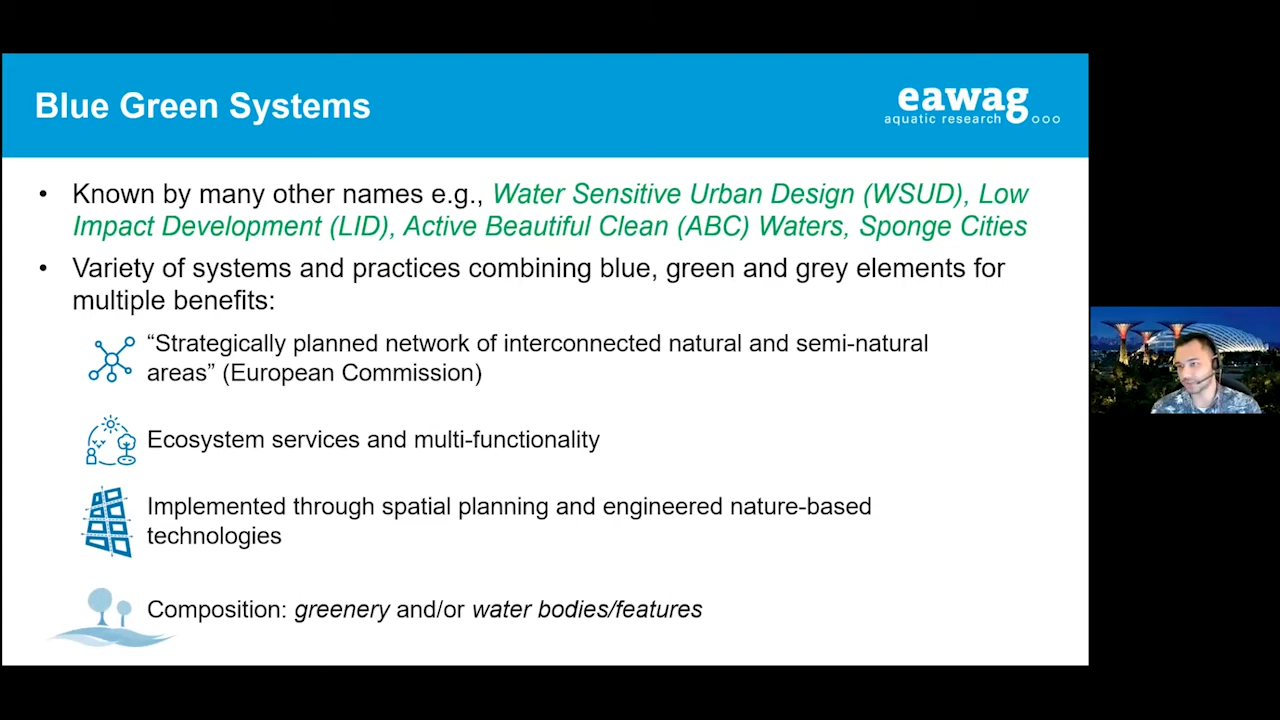 Blue Green Systems
eawag
aquatic research
• Known by many other names e.g., Water Sensitive Urban Design (WSUD), Low
Impact Development (LID), Active Beautiful Clean (ABC) Waters, Sponge Cities
• Variety of systems and practices combining blue, green and grey elements for
multiple benefits:
“Strategically planned network of interconnected natural and semi-natural
areas” (European Commission)
Ecosystem services and multi-functionality
Implemented through spatial planning and engineered nature-based
technologies
Composition: greenery and/or water bodies/features